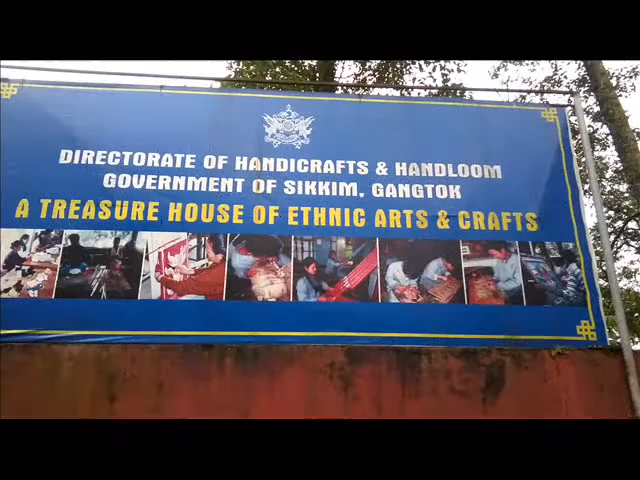 DIRECTORATE OF HANDICRAFTS & HANDLOOM
GOVERNMENT OF SIKKIM, GANGTOK
A TREASURE HOUSE OF ETHNIC ARTS & CRAFTS